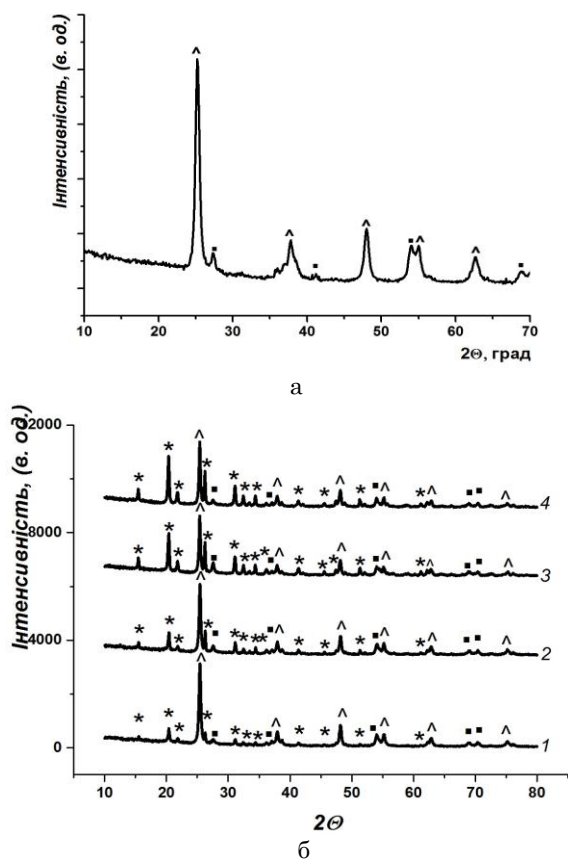 Інтенсивність, (в. од.)
^
^
^
^
^
10 20 30 40 50 60 70
2Θ, град
а
Інтенсивність, (в. од.)
12000
8000
4000
0
* * * ^ * * * * ^ * * ^ ^ * ^ ^ 4
* * * ^ * * * * * ^ * * * ^ * ^ ^ ^ 3
* * * ^ * * * * * ^ * * ^ ^ * ^ ^ 2
* * * ^ * * * * ^ * * ^ * ^ ^ ^ 1
10 20 30 40 50 60 70 80
2Θ
б